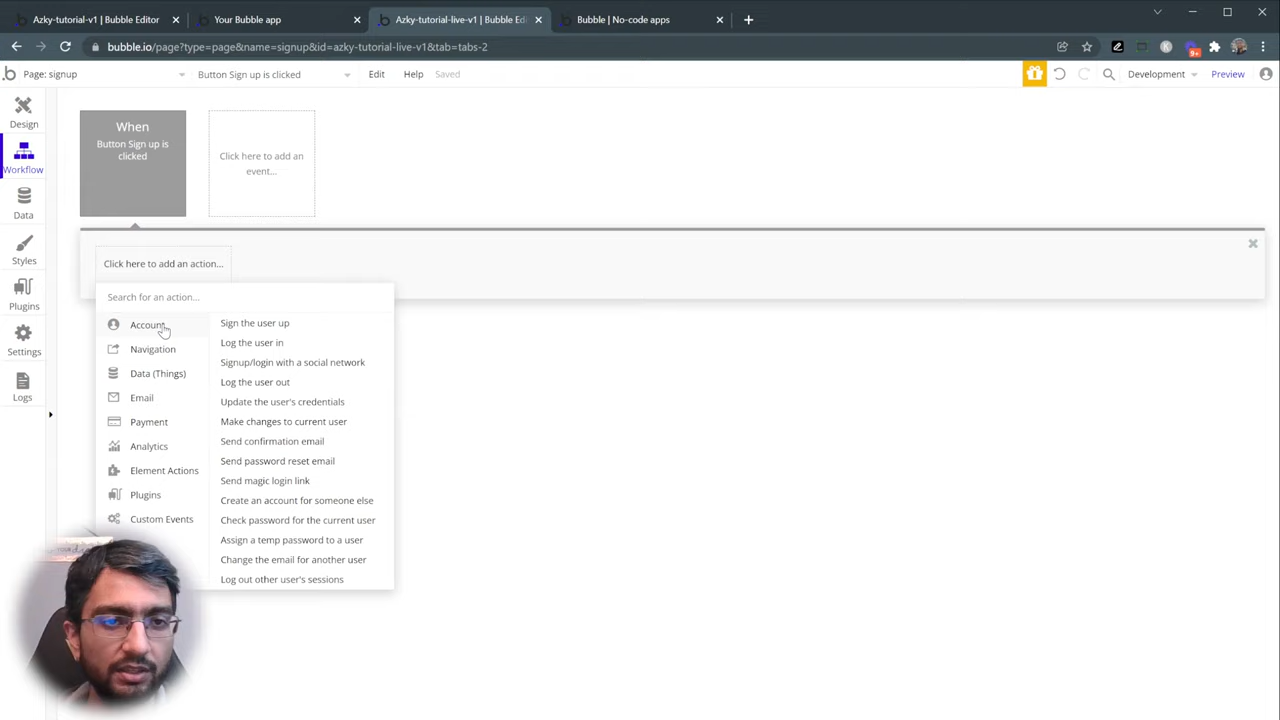 Azky-tutorial-v1 | Bubble Editor
Your Bubble app
Azky-tutorial-live-v1 | Bubble Edi
Bubble | No-code apps
bubble.io/page?type=page&name=signup&id=azky-tutorial-live-v1&tab=tabs-2
9+
Page: signup
Button Sign up is clicked
Edit
Help
Saved
Development
Preview
Design
Workflow
Data
Styles
Plugins
Settings
Logs
When
Button Sign up is
clicked
Click here to add an
event...
Click here to add an action...
Search for an action...
Account
Navigation
Data (Things)
Email
Payment
Analytics
Element Actions
Plugins
Custom Events
Sign the user up
Log the user in
Signup/login with a social network
Log the user out
Update the user's credentials
Make changes to current user
Send confirmation email
Send password reset email
Send magic login link
Create an account for someone else
Check password for the current user
Assign a temp password to a user
Change the email for another user
Log out other user's sessions